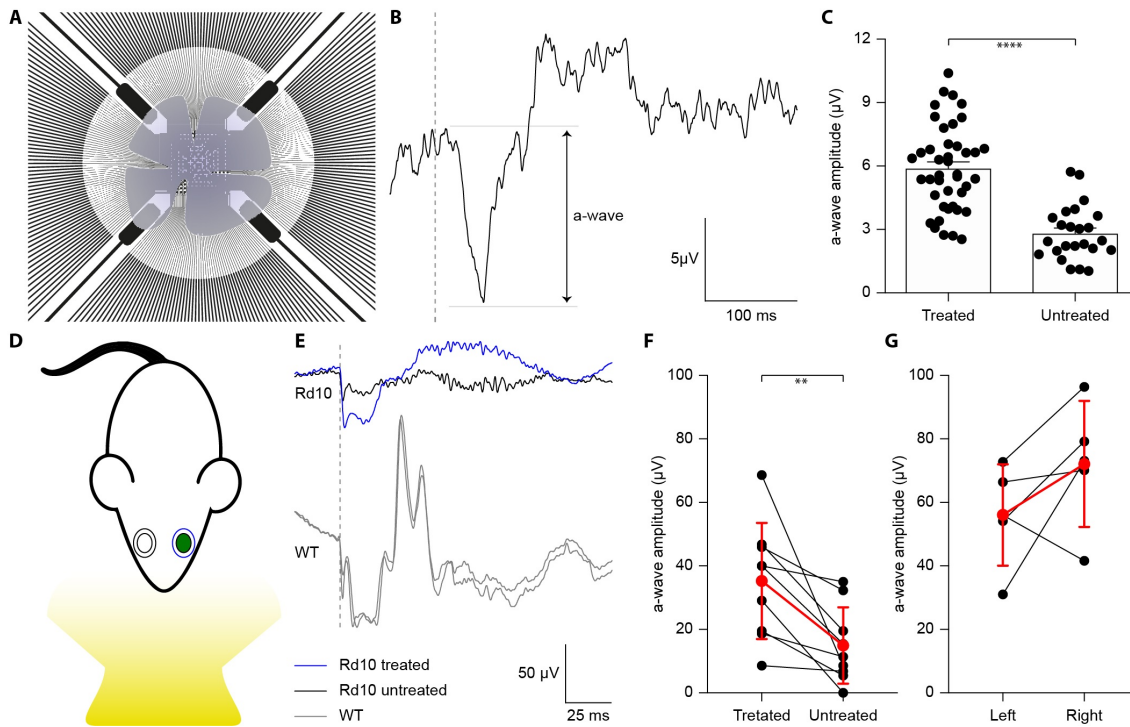 A
B
a-wave
5μV
100 ms
C
a-wave amplitude (μV)
12
9
6
3
0
****
Treated
Untreated
D
E
Rd10
WT
Rd10 treated
Rd10 untreated
WT
50 μV
25 ms
F
a-wave amplitude (μV)
100
80
60
40
20
0
**
Tretated
Untreated
G
a-wave amplitude (μV)
100
80
60
40
20
0
Left
Right